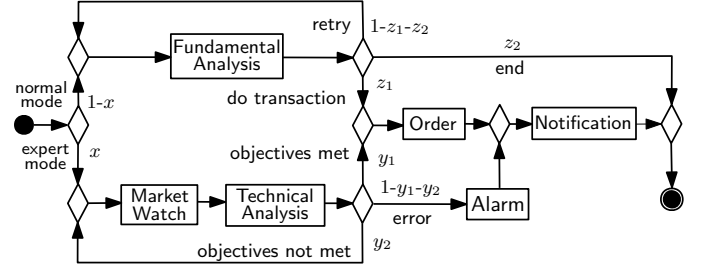 retry
1-z₁-z₂
Fundamental
Analysis
z₂
end
normal
mode
1-x
z₁
do transaction
Order
Notification
expert
mode
x
objectives met
y₁
Market
Watch
Technical
Analysis
1-y₁-y₂
error
Alarm
objectives not met
y₂